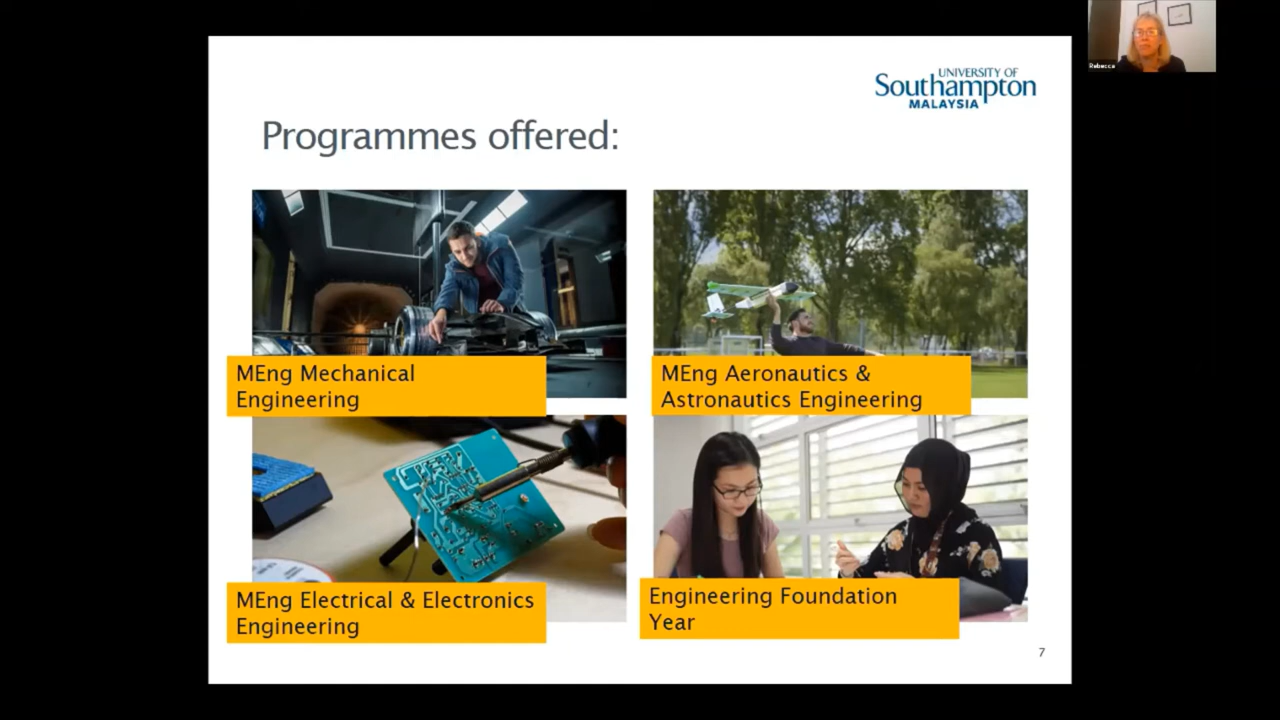 Rebecca
UNIVERSITY OF
Southampton
MALAYSIA
Programmes offered:
MEng Mechanical
Engineering
MEng Aeronautics &
Astronautics Engineering
MEng Electrical & Electronics
Engineering
Engineering Foundation
Year
7